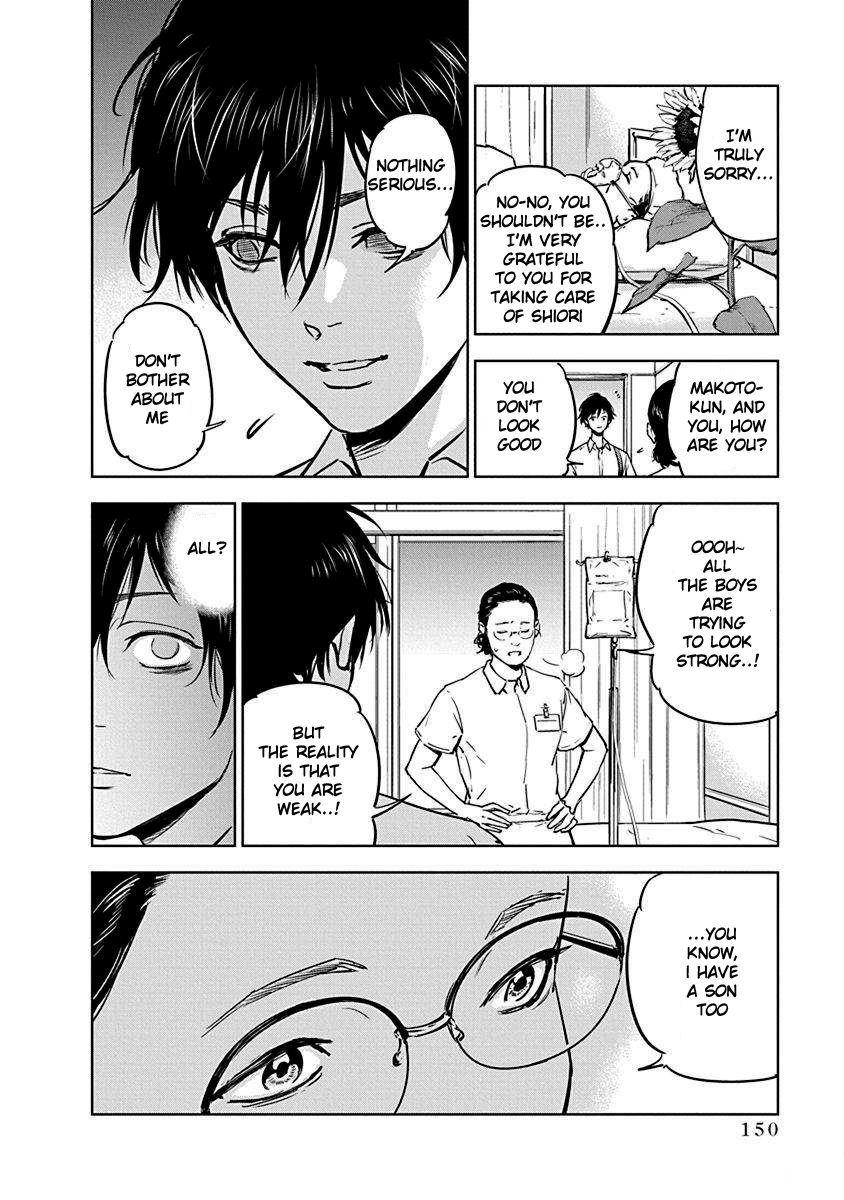 I'M
TRULY
SORRY...
NO-NO, YOU
SHOULDN'T BE..
I'M VERY
GRATEFUL
TO YOU FOR
TAKING CARE
OF SHIORI
MAKOTO-
KUN, AND
YOU, HOW
ARE YOU?
YOU
DON'T
LOOK
GOOD
NOTHING
SERIOUS...
DON'T
BOTHER
ABOUT
ME
OOOH~
ALL
THE BOYS
ARE
TRYING
TO LOOK
STRONG..!
BUT
THE REALITY
IS THAT
YOU ARE
WEAK..!
ALL?
...YOU
KNOW,
I HAVE
A SON
TOO
150